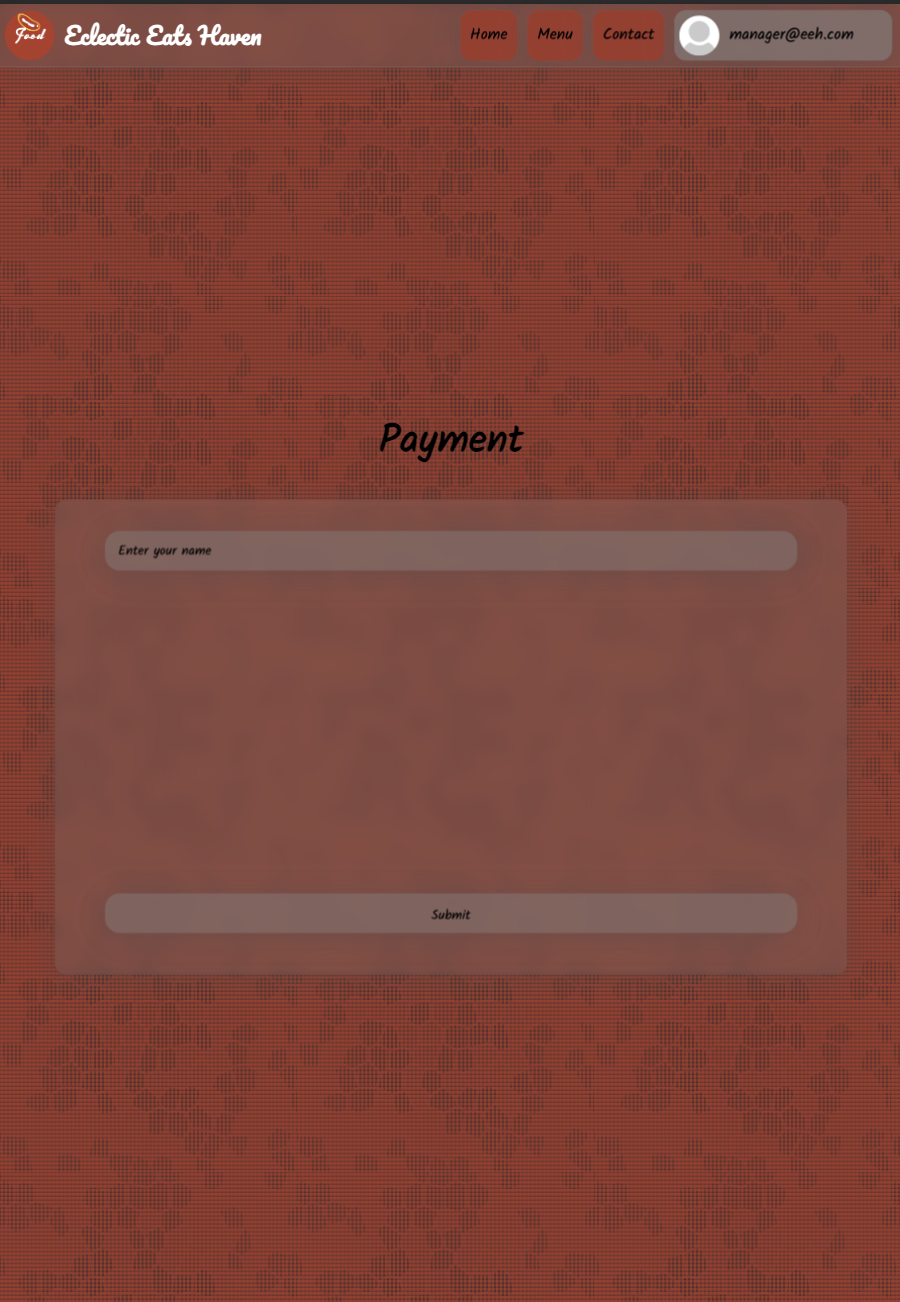 Food
Eclectic Eats Haven
Home
Menu
Contact
manager@eeh.com
Payment
Enter your name
Submit